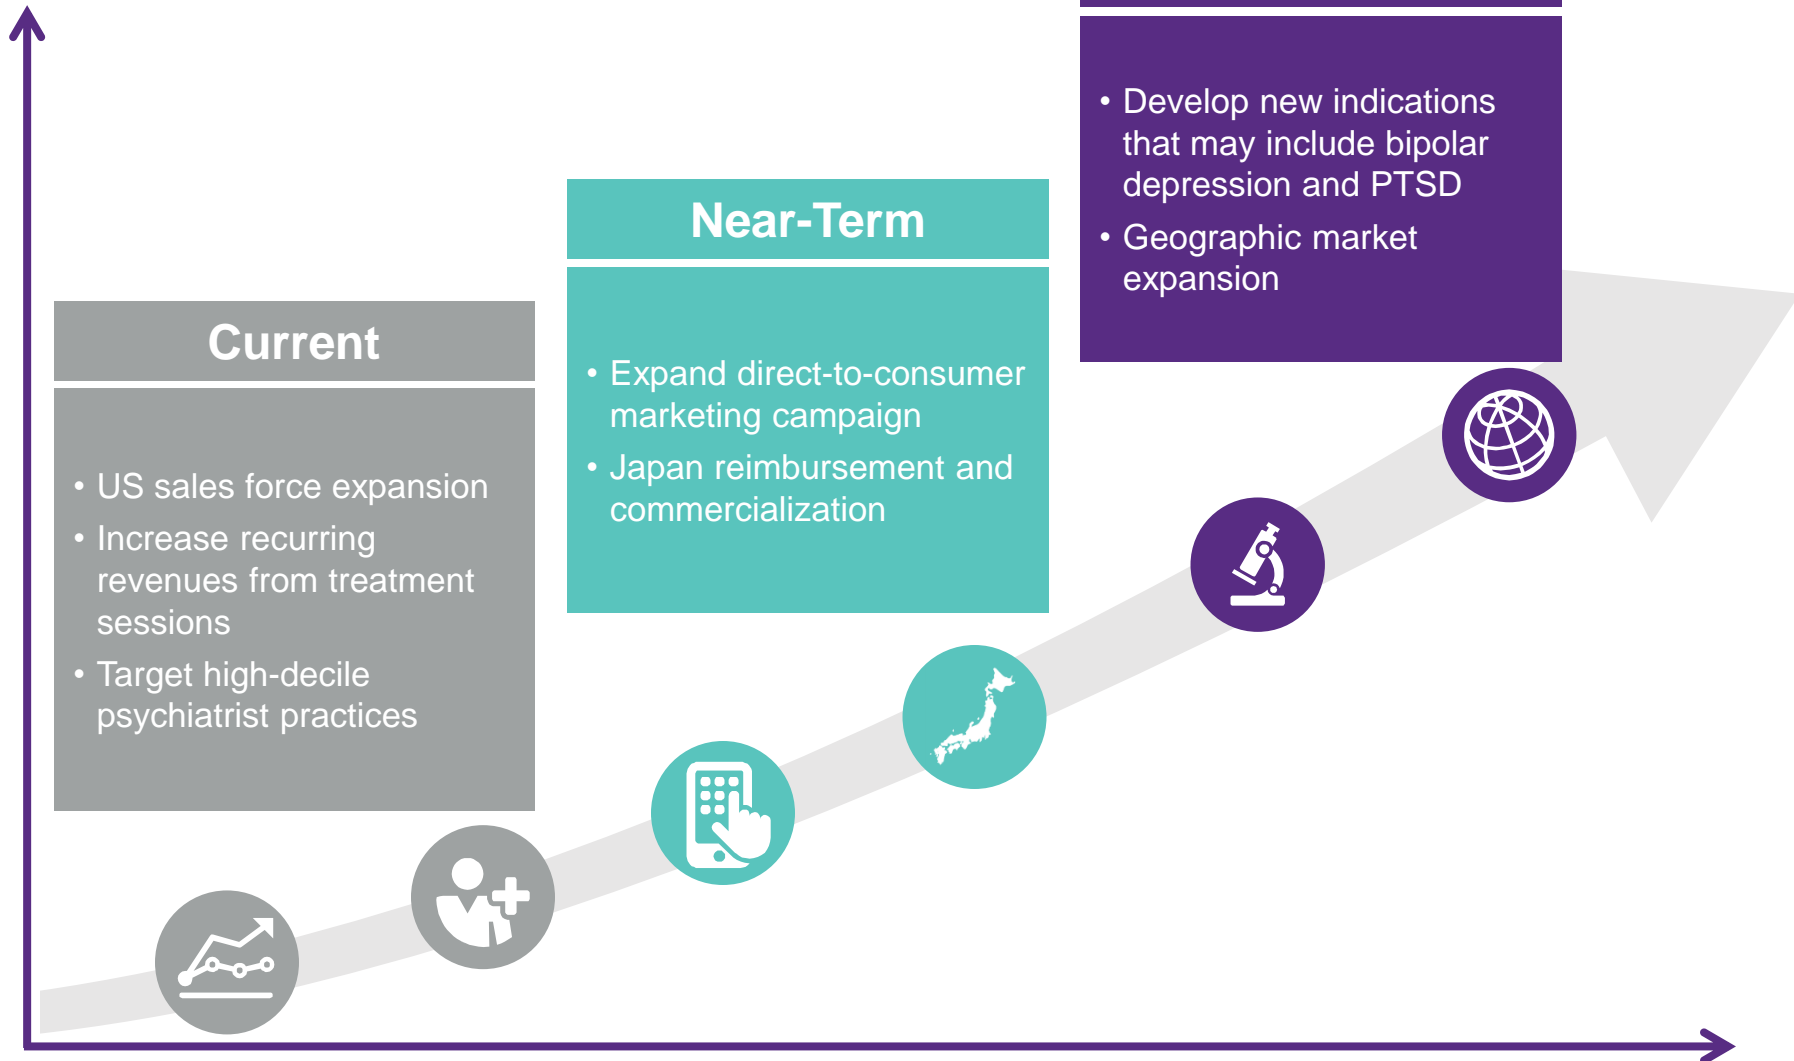 Current
• US sales force expansion
• Increase recurring
revenues from treatment
sessions
• Target high-decile
psychiatrist practices
Near-Term
• Expand direct-to-consumer
marketing campaign
• Japan reimbursement and
commercialization
• Develop new indications
that may include bipolar
depression and PTSD
• Geographic market
expansion